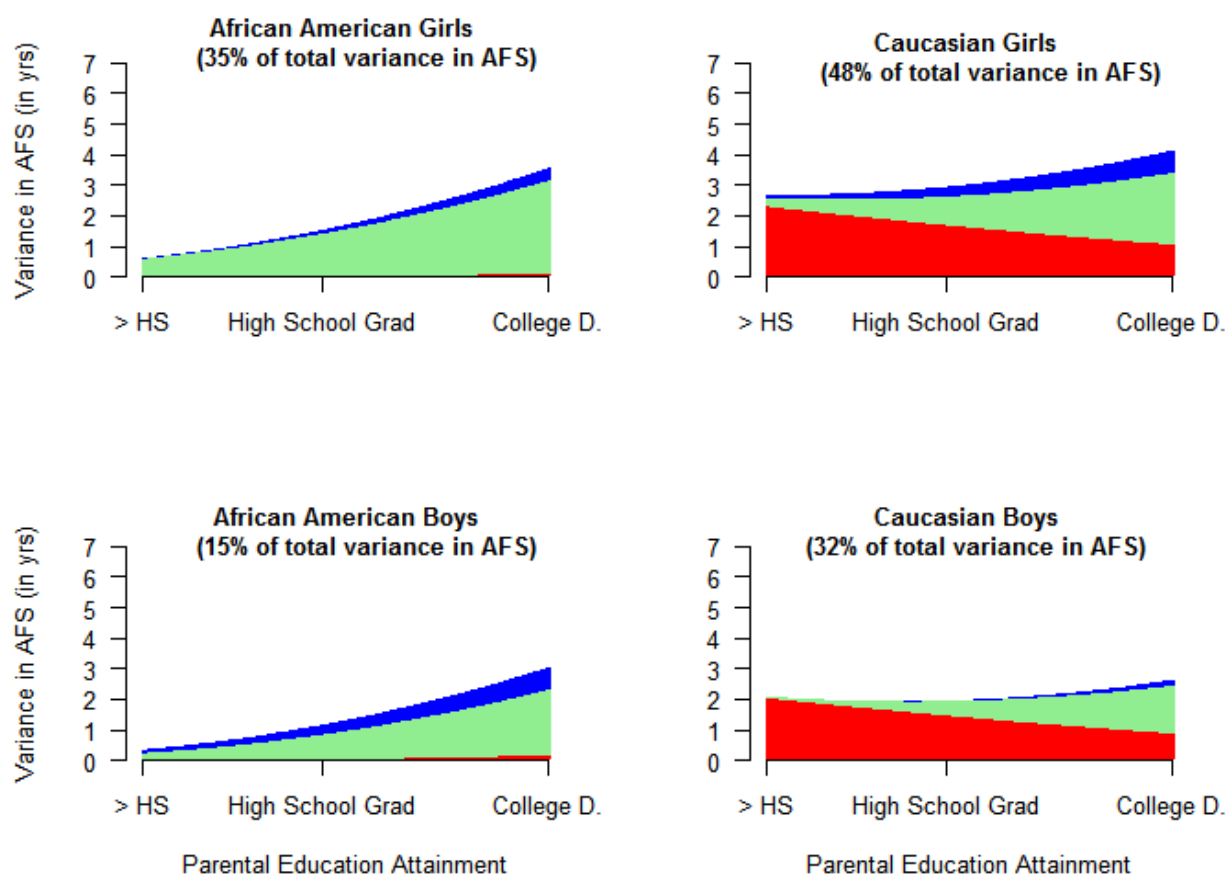 African American Girls
(35% of total variance in AFS)
Variance in AFS (in yrs)
7
6
5
4
3
2
1
0
> HS High School Grad College D.
Caucasian Girls
(48% of total variance in AFS)
7
6
5
4
3
2
1
0
> HS High School Grad College D.
African American Boys
(15% of total variance in AFS)
Variance in AFS (in yrs)
7
6
5
4
3
2
1
0
> HS High School Grad College D.
Parental Education Attainment
Caucasian Boys
(32% of total variance in AFS)
7
6
5
4
3
2
1
0
> HS High School Grad College D.
Parental Education Attainment